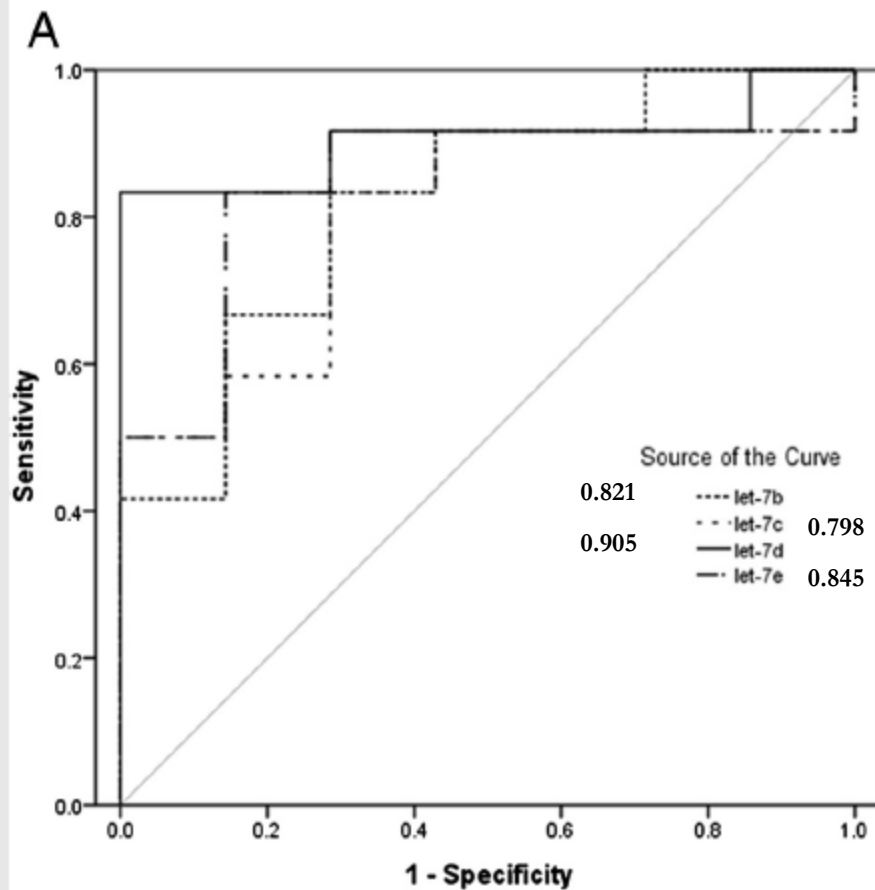 A
1.0
0.8
0.6
0.4
0.2
0.0
Sensitivity
Source of the Curve
0.821 let-7b
let-7c 0.798
0.905 let-7d
let-7e 0.845
0.0 0.2 0.4 0.6 0.8 1.0
1 - Specificity